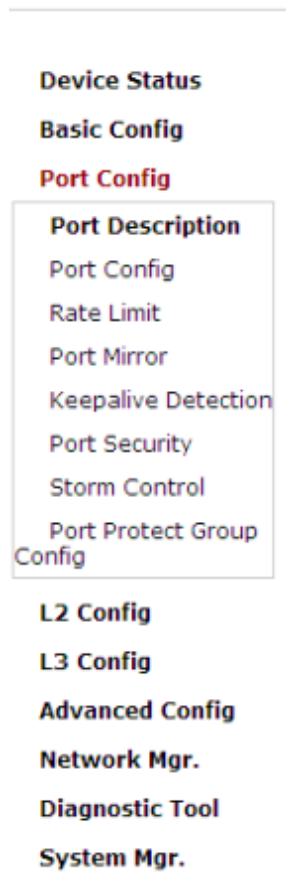 Device Status
Basic Config
Port Config
Port Description
Port Config
Rate Limit
Port Mirror
Keepalive Detection
Port Security
Storm Control
Port Protect Group
Config
L2 Config
L3 Config
Advanced Config
Network Mgr.
Diagnostic Tool
System Mgr.